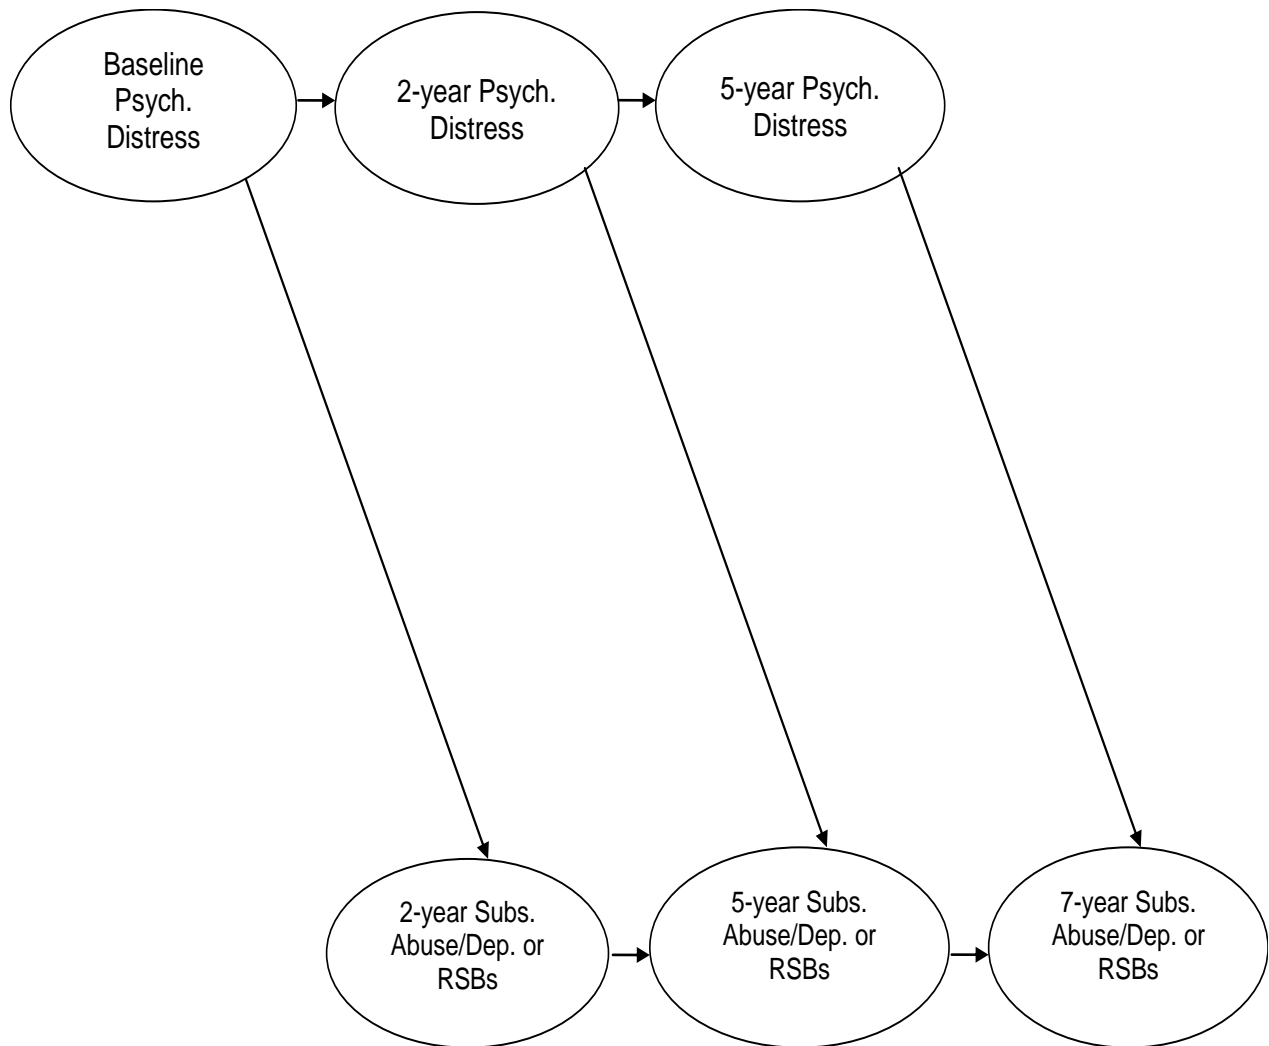 Baseline
Psych.
Distress
2-year Psych.
Distress
5-year Psych.
Distress
2-year Subs.
Abuse/Dep. or
RSBs
5-year Subs.
Abuse/Dep. or
RSBs
7-year Subs.
Abuse/Dep. or
RSBs